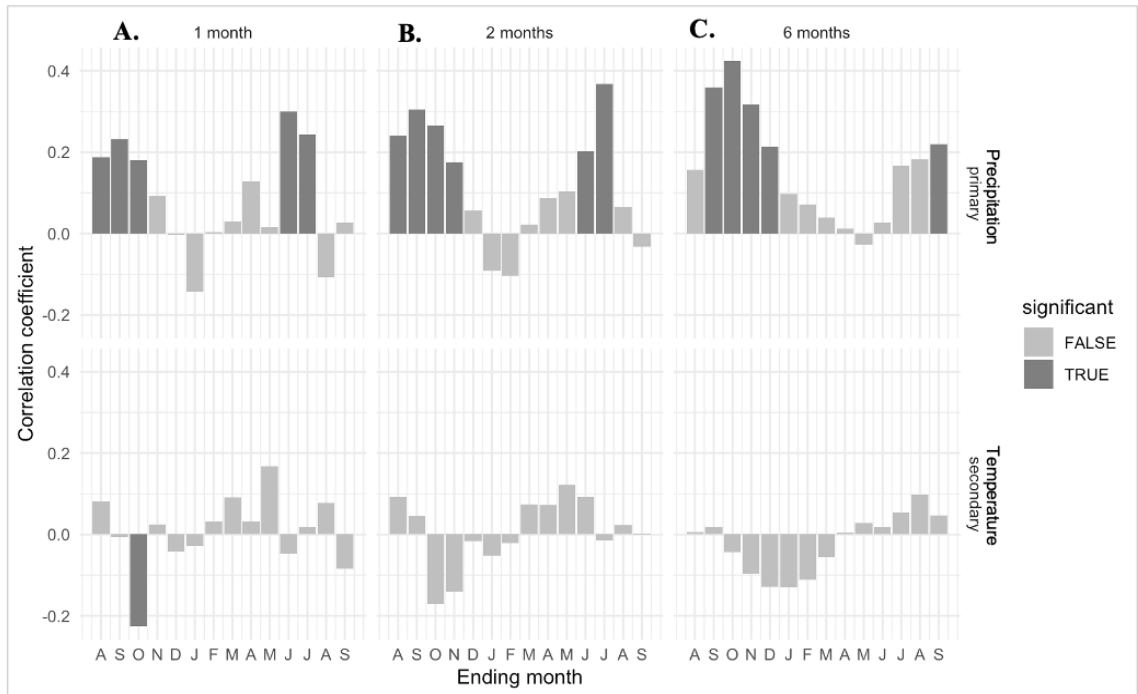 A. 1 month
B. 2 months
C. 6 months
Correlation coefficient
0.4
0.2
0.0
-0.2
Precipitation
primary
0.4
0.2
0.0
-0.2
Temperature
secondary
significant
FALSE
TRUE
A S O N D J F M A M J J A S
A S O N D J F M A M J J A S
A S O N D J F M A M J J A S
Ending month